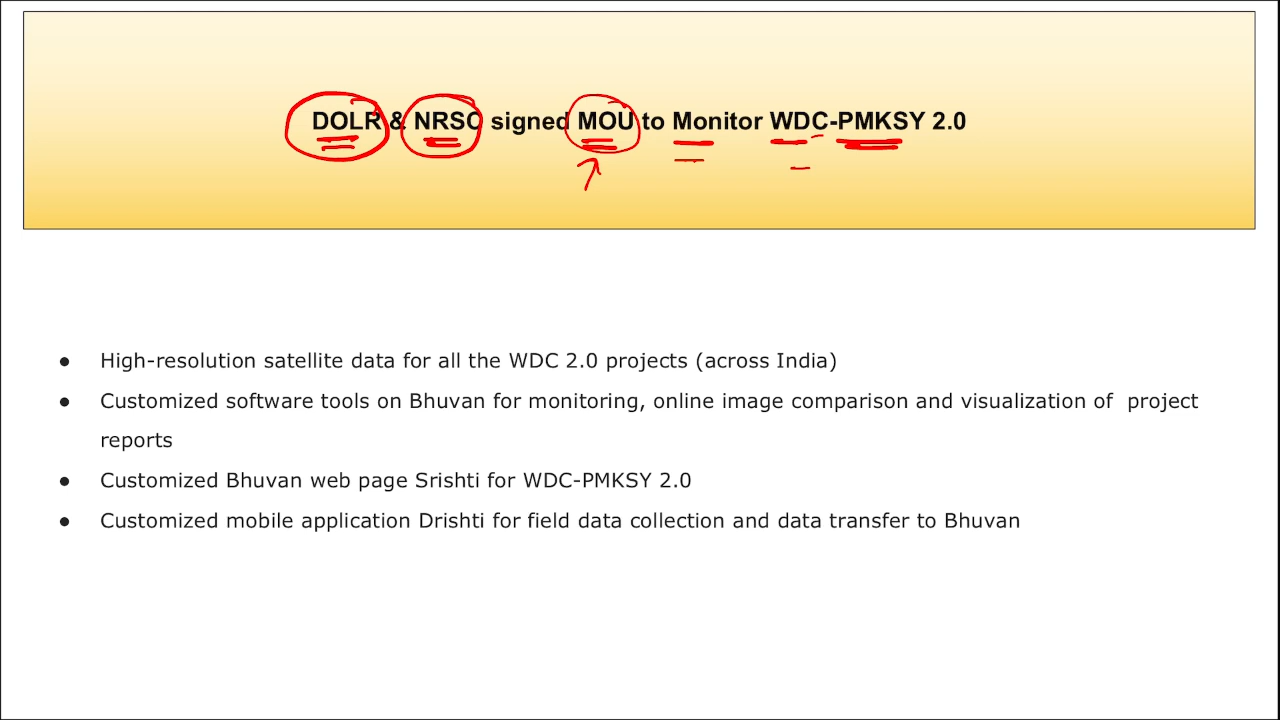 DOLR & NRSC signed MOU to Monitor WDC-PMKSY 2.0
● High-resolution satellite data for all the WDC 2.0 projects (across India)
● Customized software tools on Bhuvan for monitoring, online image comparison and visualization of project
reports
● Customized Bhuvan web page Srishti for WDC-PMKSY 2.0
● Customized mobile application Drishti for field data collection and data transfer to Bhuvan